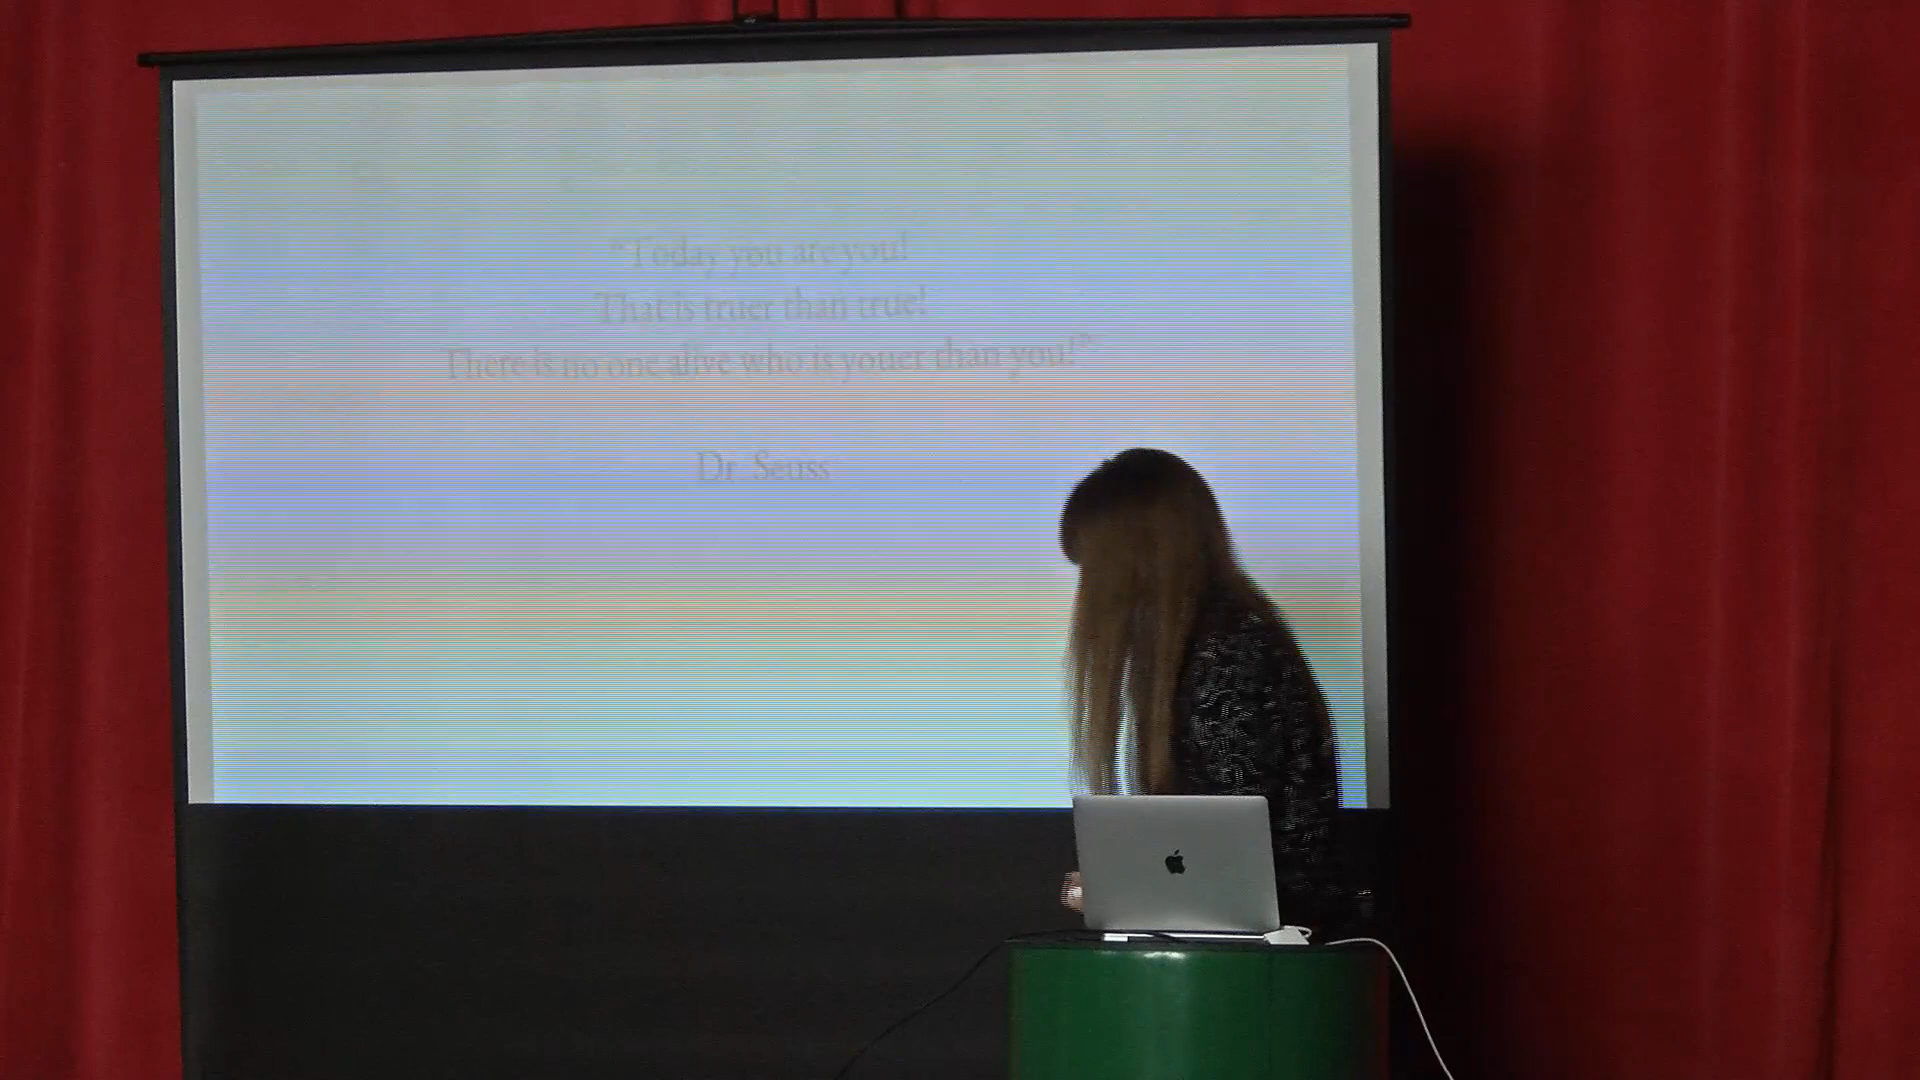 “Today you are you!
That is truer than true!
There is no one alive who is youer than you!”
Dr. Seuss